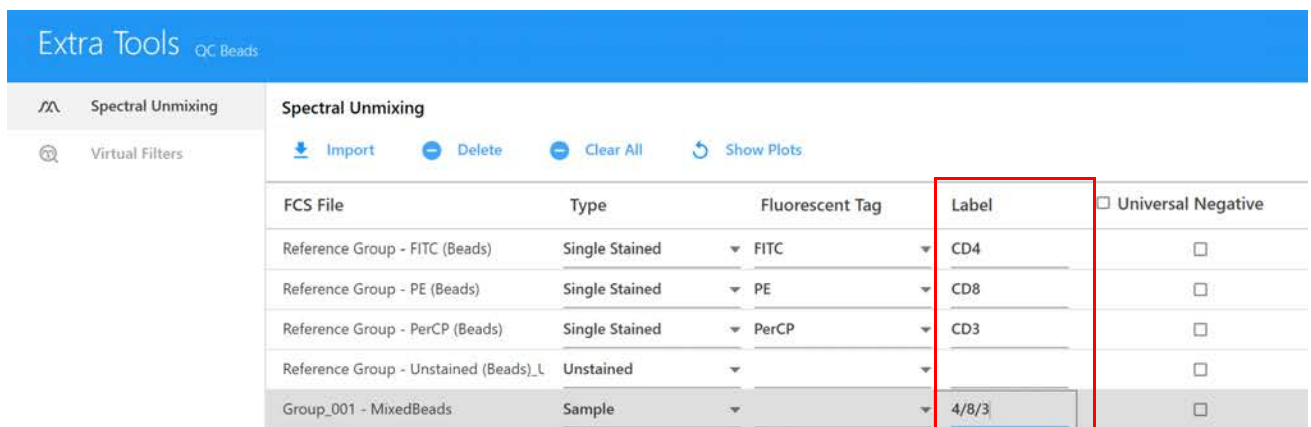 Extra Tools QC Beads
Spectral Unmixing
Virtual Filters
Spectral Unmixing
Import Delete Clear All Show Plots
FCS File Type Fluorescent Tag Label Universal Negative
Reference Group - FITC (Beads) Single Stained FITC CD4
Reference Group - PE (Beads) Single Stained PE CD8
Reference Group - PerCP (Beads) Single Stained PerCP CD3
Reference Group - Unstained (Beads)_U Unstained
Group_001 - MixedBeads Sample 4/8/3